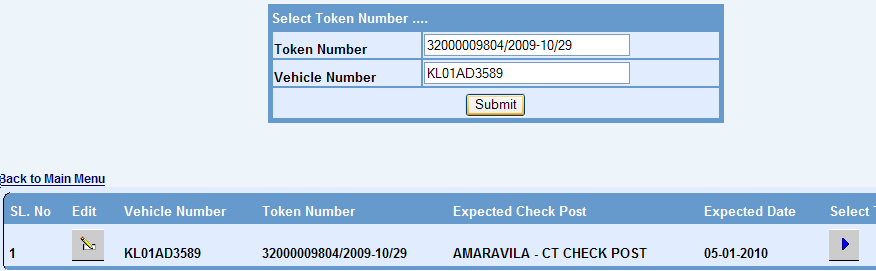 Select Token Number ....
Token Number 32000009804/2009-10/29
Vehicle Number KL01AD3589
Submit
Back to Main Menu
SL. No Edit Vehicle Number Token Number Expected Check Post Expected Date Select
1 KL01AD3589 32000009804/2009-10/29 AMARAVILA - CT CHECK POST 05-01-2010